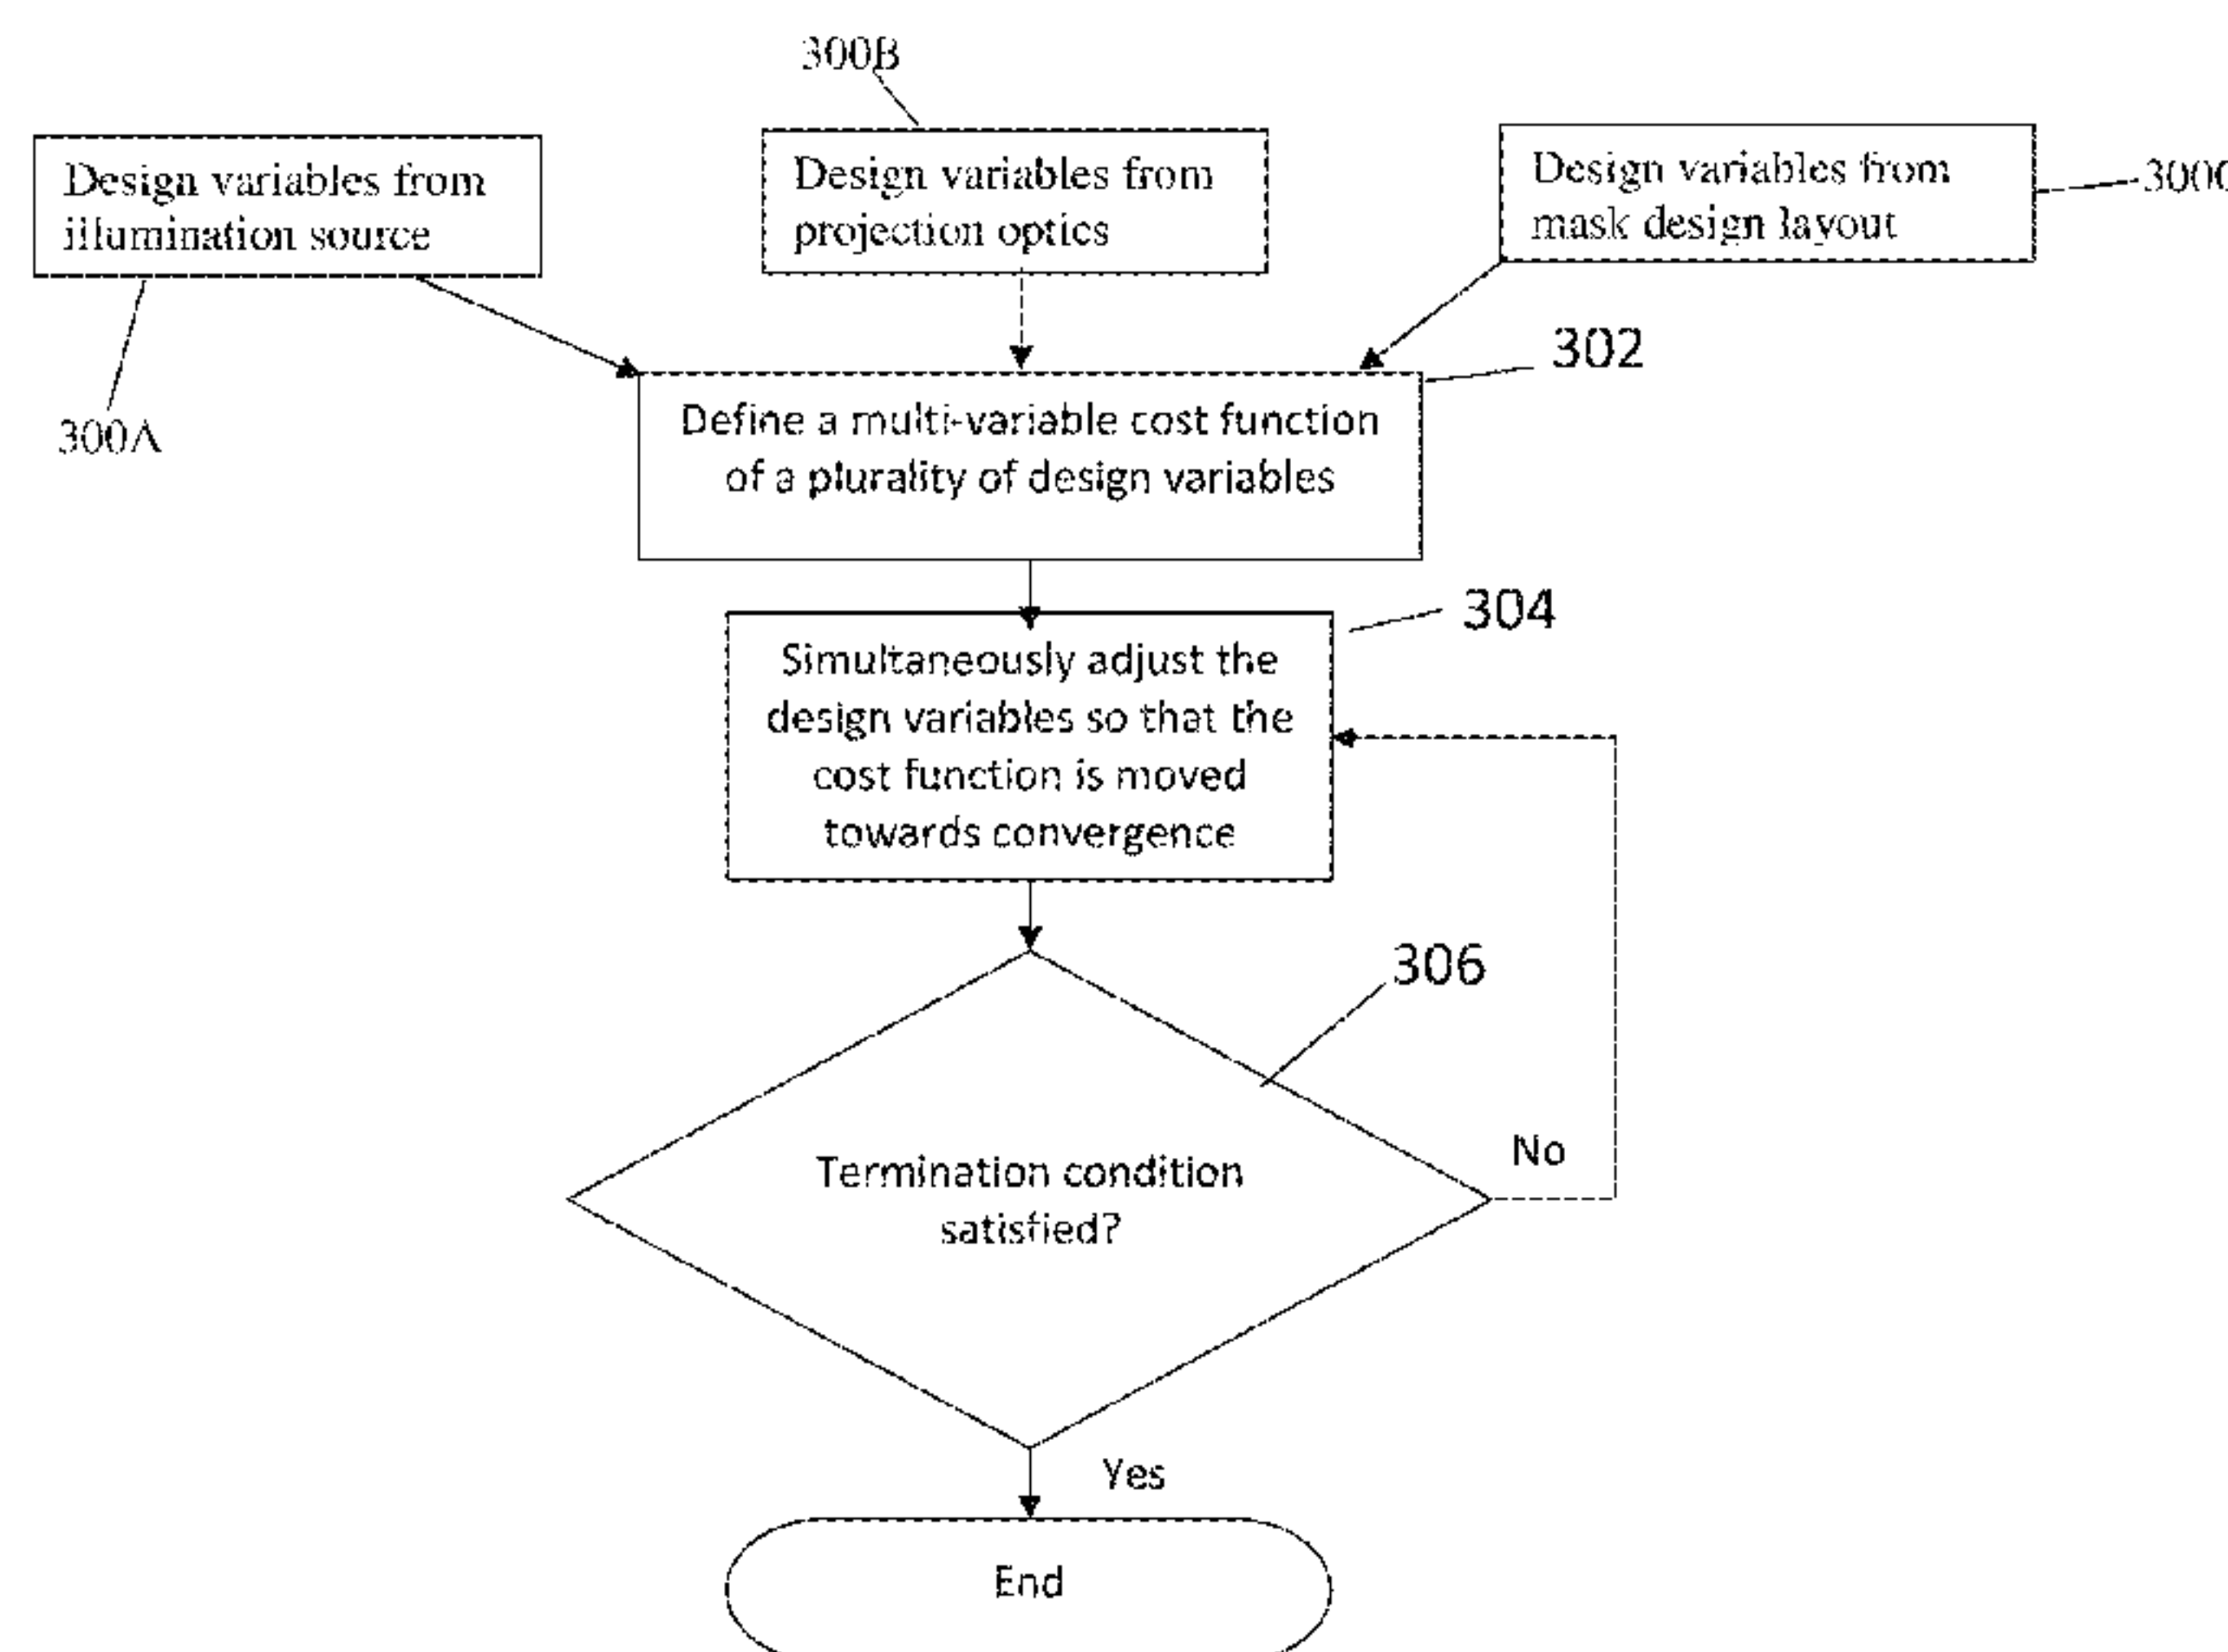 300B
Design variables from
illumination source
Design variables from
projection optics
Design variables from
mask design layout
300A
302
Define a multi-variable cost function
of a plurality of design variables
304
Simultaneously adjust the
design variables so that the
cost function is moved
towards convergence
306
Termination condition
satisfied?
No
Yes
End